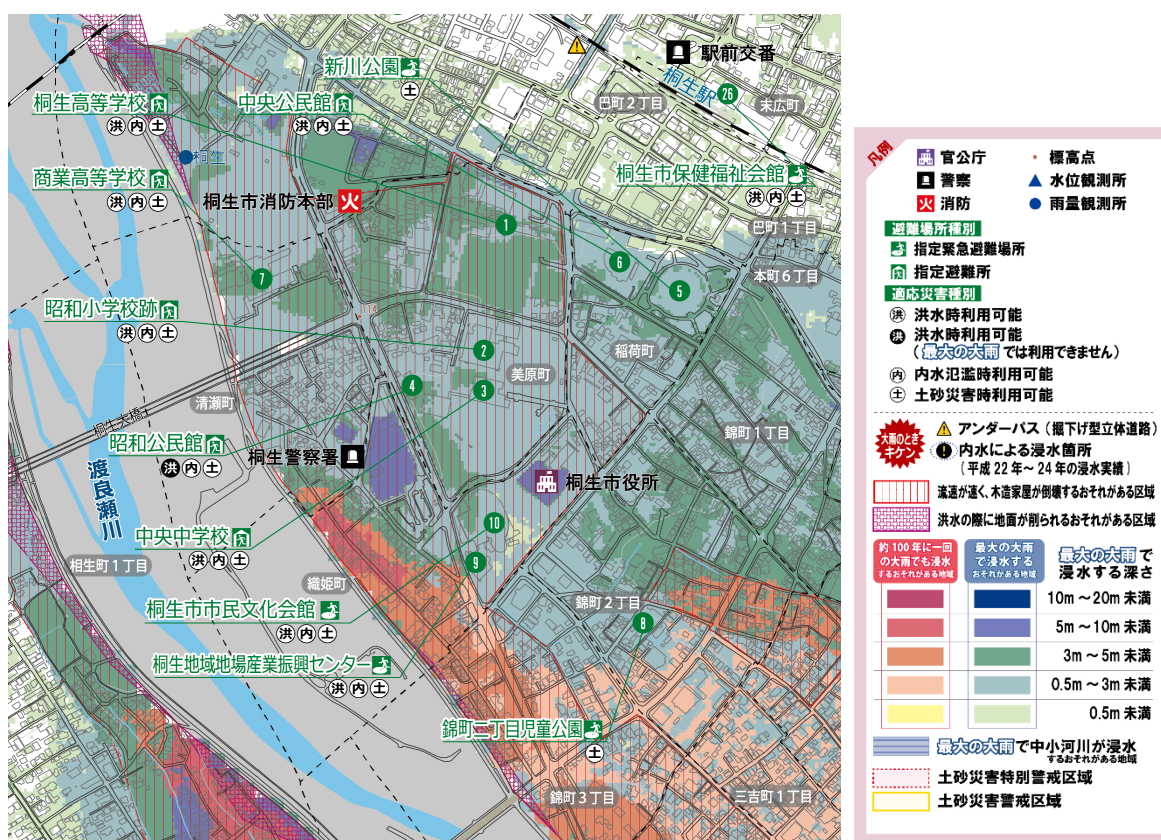 駅前交番
新川公園
土
桐生駅
26
巴町2丁目
末広町
桐生高等学校
洪内土
中央公民館
洪内土
桐生
桐生市保健福祉会館
洪内土
商業高等学校
洪内土
桐生市消防本部
火
巴町1丁目
1
6
本町6丁目
7
5
昭和小学校跡
洪内土
114
2
稲荷町
美原町
3
4
清瀬町
桐生大橋
錦町1丁目
昭和公民館
洪内土
桐生警察署
桐生市役所
渡良瀬川
10
中央中学校
洪内土
相生町1丁目
9
織姫町
錦町2丁目
桐生市市民文化会館
洪内土
8
桐生地域地場産業振興センター
洪内土
錦町二丁目児童公園
土
錦町3丁目
三吉町1丁目
凡例
官公庁
標高点
警察
水位観測所
火
消防
雨量観測所
避難場所種別
指定緊急避難場所
指定避難所
適応災害種別
洪 洪水時利用可能
洪 洪水時利用可能
(最大の大雨では利用できません)
内 内水氾濫時利用可能
土 土砂災害時利用可能
大雨のとき
キケン
アンダーパス(掘下げ型立体道路)
内水による浸水箇所
(平成22年～24年の浸水実績)
流速が速く、木造家屋が倒壊するおそれがある区域
洪水の際に地面が削られるおそれがある区域
約100年に一回
の大雨でも浸水
するおそれがある地域
最大の大雨
で浸水する
おそれがある地域
最大の大雨で
浸水する深さ
10m～20m未満
5m～10m未満
3m～5m未満
0.5m～3m未満
0.5m未満
最大の大雨で中小河川が浸水
するおそれがある地域
土砂災害特別警戒区域
土砂災害警戒区域